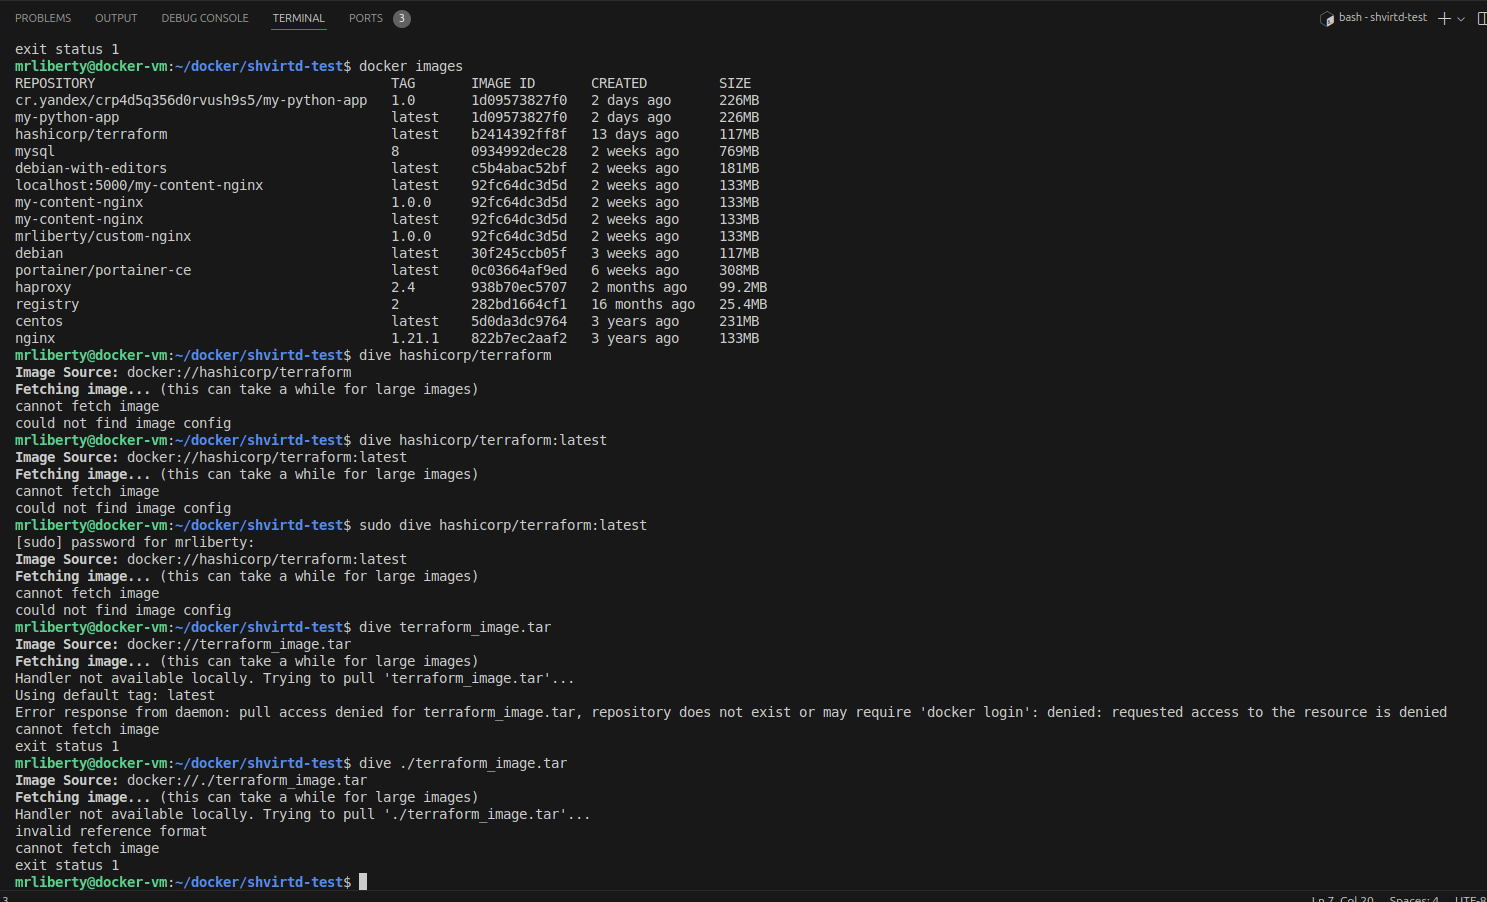 PROBLEMS OUTPUT DEBUG CONSOLE TERMINAL PORTS 3 bash - shvirtd-test
exit status 1
mrliberty@docker-vm:~/docker/shvirtd-test$ docker images
REPOSITORY TAG IMAGE ID CREATED SIZE
cr.yandex/crp4d5q356d0rvush9s5/my-python-app 1.0 1d09573827f0 2 days ago 226MB
my-python-app latest 1d09573827f0 2 days ago 226MB
hashicorp/terraform latest b2414392ff8f 13 days ago 117MB
mysql 8 0934992dec28 2 weeks ago 769MB
debian-with-editors latest c5b4abac52bf 2 weeks ago 181MB
localhost:5000/my-content-nginx latest 92fc64dc3d5d 2 weeks ago 133MB
my-content-nginx 1.0.0 92fc64dc3d5d 2 weeks ago 133MB
my-content-nginx latest 92fc64dc3d5d 2 weeks ago 133MB
mrliberty/custom-nginx 1.0.0 92fc64dc3d5d 2 weeks ago 133MB
debian latest 30f245ccb05f 3 weeks ago 117MB
portainer/portainer-ce latest 0c03664af9ed 6 weeks ago 308MB
haproxy 2.4 938b70ec5707 2 months ago 99.2MB
registry 2 282bd1664cf1 16 months ago 25.4MB
centos latest 5d0da3dc9764 3 years ago 231MB
nginx 1.21.1 822b7ec2aaf2 3 years ago 133MB
mrliberty@docker-vm:~/docker/shvirtd-test$ dive hashicorp/terraform
Image Source: docker://hashicorp/terraform
Fetching image... (this can take a while for large images)
cannot fetch image
could not find image config
mrliberty@docker-vm:~/docker/shvirtd-test$ dive hashicorp/terraform:latest
Image Source: docker://hashicorp/terraform:latest
Fetching image... (this can take a while for large images)
cannot fetch image
could not find image config
mrliberty@docker-vm:~/docker/shvirtd-test$ sudo dive hashicorp/terraform:latest
[sudo] password for mrliberty:
Image Source: docker://hashicorp/terraform:latest
Fetching image... (this can take a while for large images)
cannot fetch image
could not find image config
mrliberty@docker-vm:~/docker/shvirtd-test$ dive terraform_image.tar
Image Source: docker://terraform_image.tar
Fetching image... (this can take a while for large images)
Handler not available locally. Trying to pull 'terraform_image.tar'...
Using default tag: latest
Error response from daemon: pull access denied for terraform_image.tar, repository does not exist or may require 'docker login': denied: requested access to the resource is denied
cannot fetch image
exit status 1
mrliberty@docker-vm:~/docker/shvirtd-test$ dive ./terraform_image.tar
Image Source: docker://./terraform_image.tar
Fetching image... (this can take a while for large images)
Handler not available locally. Trying to pull './terraform_image.tar'...
invalid reference format
cannot fetch image
exit status 1
mrliberty@docker-vm:~/docker/shvirtd-test$
3 Ln 7, Col 20 Spaces: 4 UTF-8